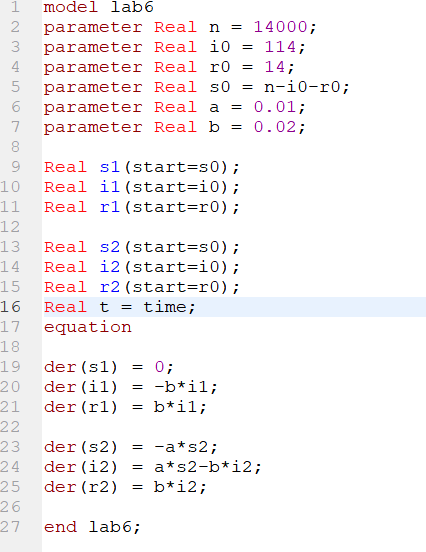 1 model lab6
2 parameter Real n = 14000;
3 parameter Real i0 = 114;
4 parameter Real r0 = 14;
5 parameter Real s0 = n-i0-r0;
6 parameter Real a = 0.01;
7 parameter Real b = 0.02;
8
9 Real s1(start=s0);
10 Real i1(start=i0);
11 Real r1(start=r0);
12
13 Real s2(start=s0);
14 Real i2(start=i0);
15 Real r2(start=r0);
16 Real t = time;
17 equation
18
19 der(s1) = 0;
20 der(i1) = -b*i1;
21 der(r1) = b*i1;
22
23 der(s2) = -a*s2;
24 der(i2) = a*s2-b*i2;
25 der(r2) = b*i2;
26
27 end lab6;